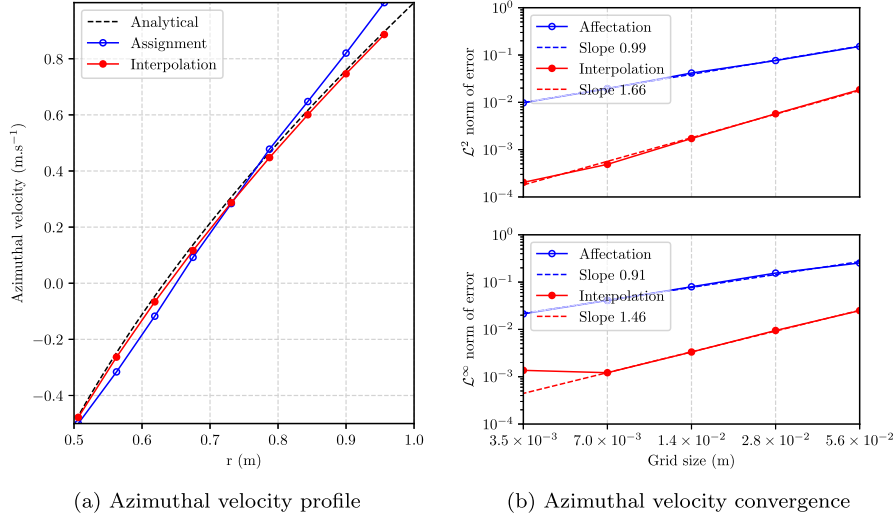 Analytical
Assignment
Interpolation
Azimuthal velocity (m.s⁻¹)
0.8
0.6
0.4
0.2
0.0
−0.2
−0.4
0.5
0.6
0.7
0.8
0.9
1.0
r (m)
(a) Azimuthal velocity profile
Affectation
Slope 0.99
Interpolation
Slope 1.66
ℒ² norm of error
10⁰
10⁻¹
10⁻²
10⁻³
10⁻⁴
Affectation
Slope 0.91
Interpolation
Slope 1.46
ℒ∞ norm of error
10⁰
10⁻¹
10⁻²
10⁻³
10⁻⁴
3.5 × 10⁻³
7.0 × 10⁻³
1.4 × 10⁻²
2.8 × 10⁻²
5.6 × 10⁻²
Grid size (m)
(b) Azimuthal velocity convergence